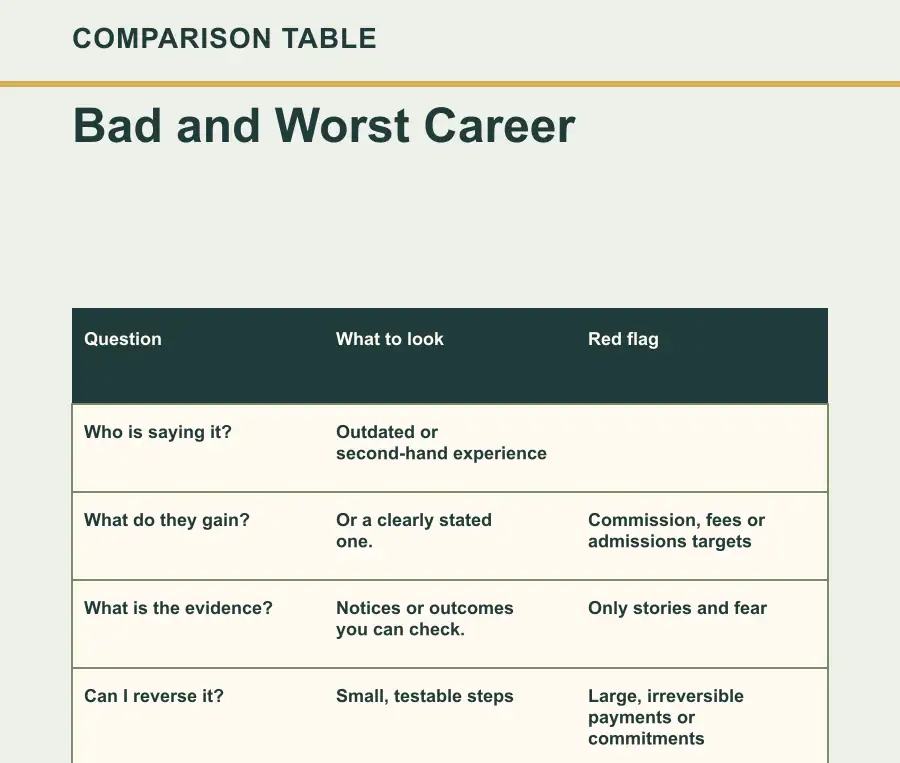 COMPARISON TABLE
Bad and Worst Career
Question
What to look
Red flag
Who is saying it?
Outdated or
second-hand experience
What do they gain?
Or a clearly stated
one.
Commission, fees or
admissions targets
What is the evidence?
Notices or outcomes
you can check.
Only stories and fear
Can I reverse it?
Small, testable steps
Large, irreversible
payments or
commitments